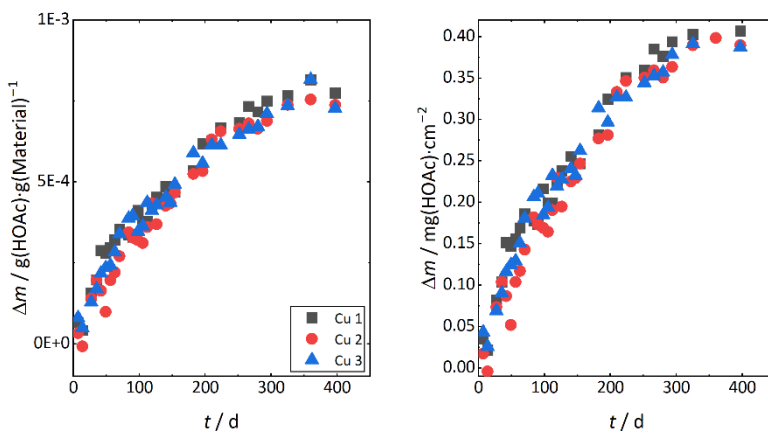 1E-3
5E-4
0E+0
0 100 200 300 400
t / d
Δm / g(HOAc)·g(Material)⁻¹
Cu 1
Cu 2
Cu 3
0.40
0.35
0.30
0.25
0.20
0.15
0.10
0.05
0.00
0 100 200 300 400
t / d
Δm / mg(HOAc)·cm⁻²